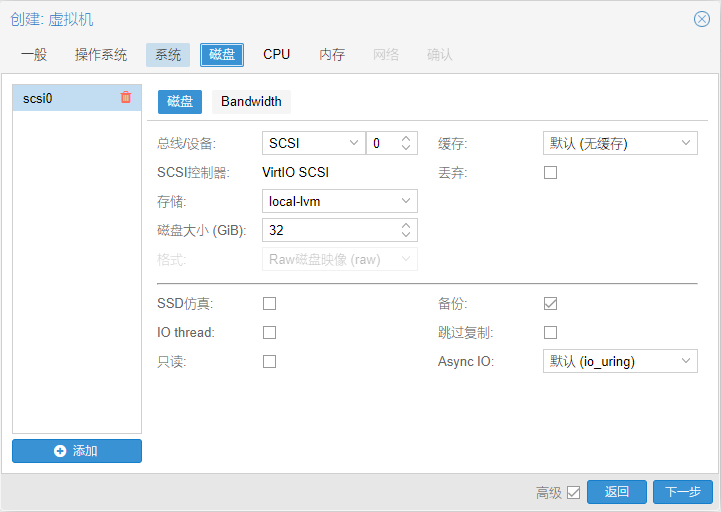 创建: 虚拟机
一般 操作系统 系统 磁盘 CPU 内存 网络 确认
scsi0
磁盘 Bandwidth
总线/设备: SCSI 0 缓存: 默认 (无缓存)
SCSI控制器: VirtIO SCSI 丢弃:
存储: local-lvm
磁盘大小 (GiB): 32
格式: Raw磁盘映像 (raw)
SSD仿真: 备份:
IO thread: 跳过复制:
只读: Async IO: 默认 (io_uring)
添加
高级 返回 下一步